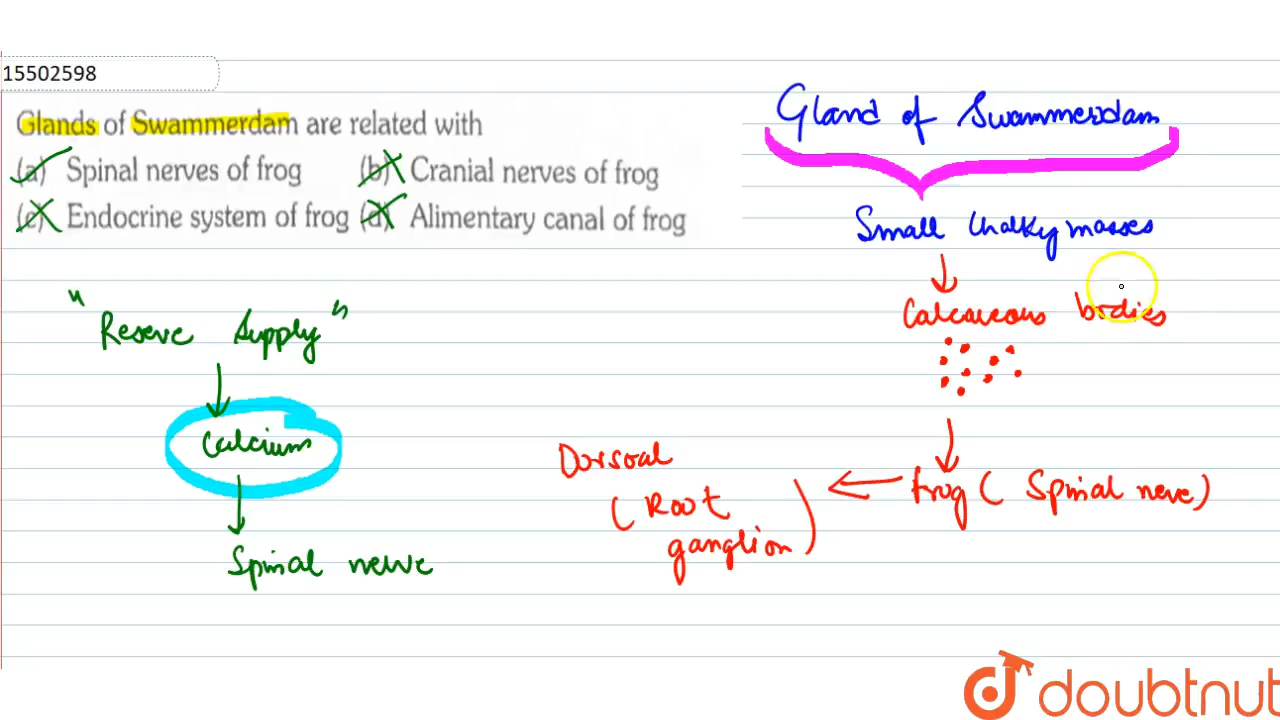 15502598
Glands of Swammerdam are related with
(a) Spinal nerves of frog (b) Cranial nerves of frog
(c) Endocrine system of frog (d) Alimentary canal of frog
Gland of Swammerdam
Small Chalky masses
Calcareous bodies
frog ( Spinal neve)
Dorsoal
( Root
ganglion )
"Reseve Supply"
Calcium
Spinal nerve
doubtnut